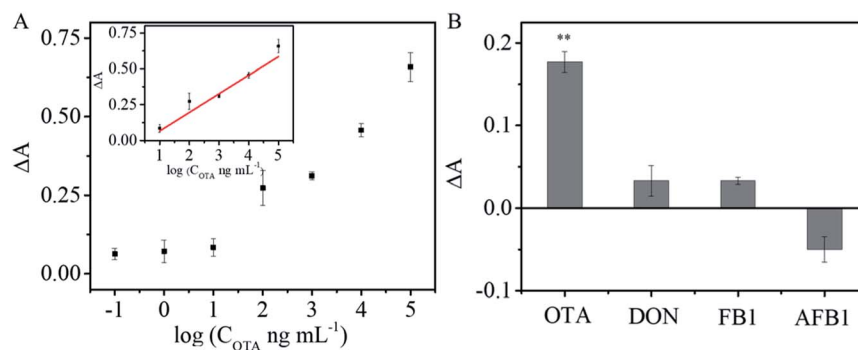 A
ΔA
0.75
0.50
0.25
0.00
-1 0 1 2 3 4 5
log (C_OTA ng mL^-1)
ΔA
0.75
0.50
0.25
0.00
1 2 3 4 5
log (C_OTA ng mL^-1)
B
ΔA
0.2
0.1
0.0
-0.1
**
OTA DON FB1 AFB1